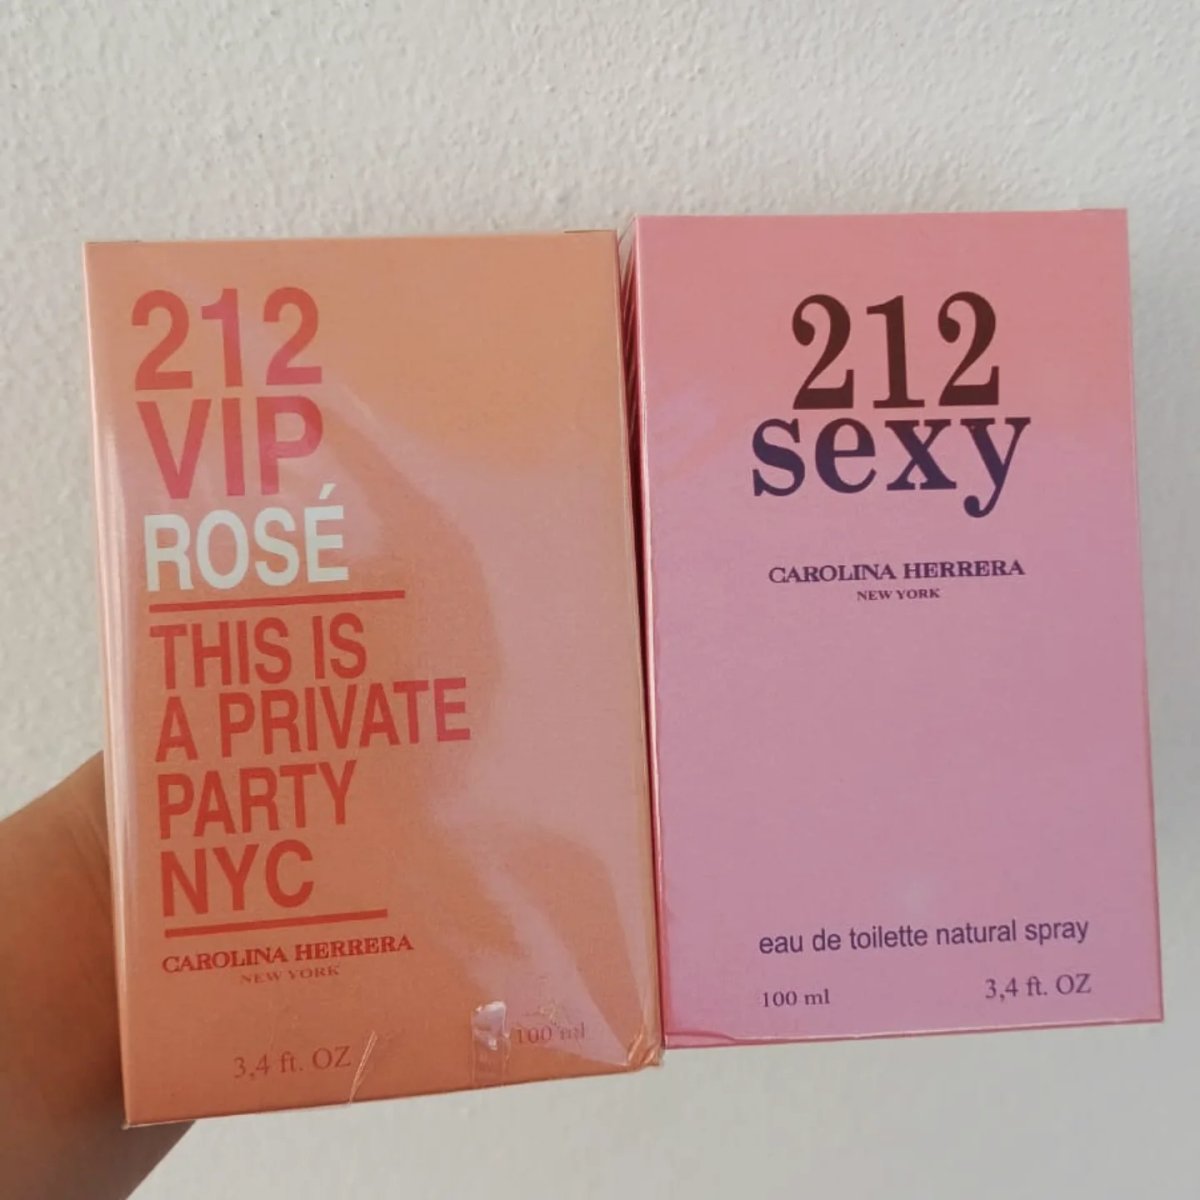 212
VIP
ROSÉ
THIS IS
A PRIVATE
PARTY
NYC
CAROLINA HERRERA
NEW YORK
100 ml
3,4 ft. OZ
212
sexy
CAROLINA HERRERA
NEW YORK
eau de toilette natural spray
100 ml
3,4 ft. OZ